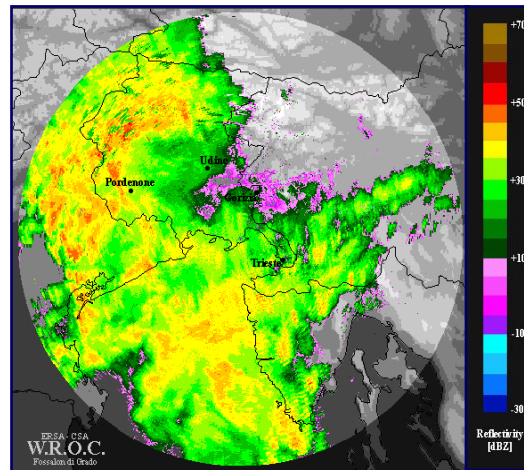 +70
+50
+30
+10
-10
-30
Udine
Pordenone
Gorizia
Trieste
ERSA - CSA
W.R.O.C.
Fossalon di Grado
Reflectivity
[dBZ]